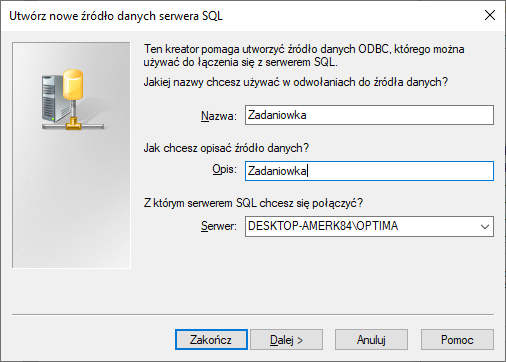 Utwórz nowe źródło danych serwera SQL
Ten kreator pomaga utworzyć źródło danych ODBC, którego można
używać do łączenia się z serwerem SQL.
Jakiej nazwy chcesz używać w odwołaniach do źródła danych?
Nazwa: Zadaniowka
Jak chcesz opisać źródło danych?
Opis: Zadaniowka
Z którym serwerem SQL chcesz się połączyć?
Serwer: DESKTOP-AMERK84\OPTIMA
Zakończ Dalej > Anuluj Pomoc